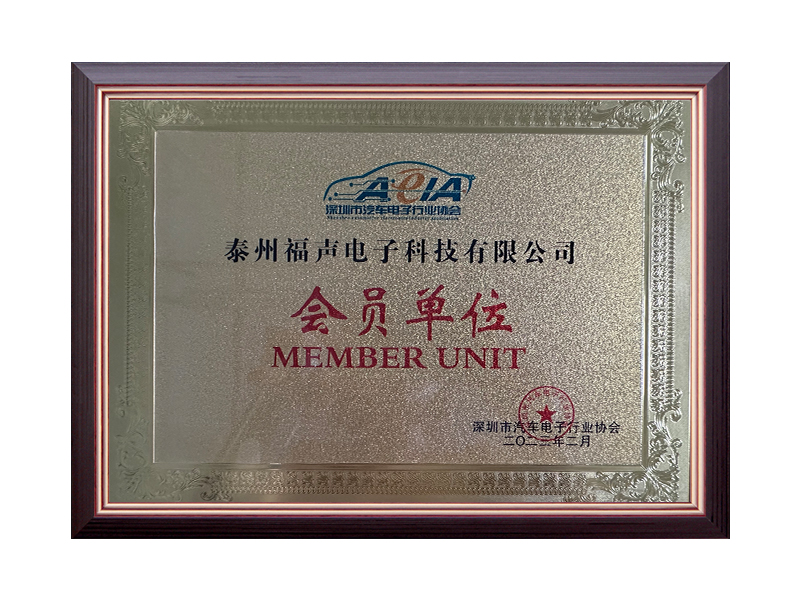 AeIA
深圳市汽车电子行业协会
泰州福声电子科技有限公司
会员单位
MEMBER UNIT
深圳市汽车电子行业协会
二〇二三年二月